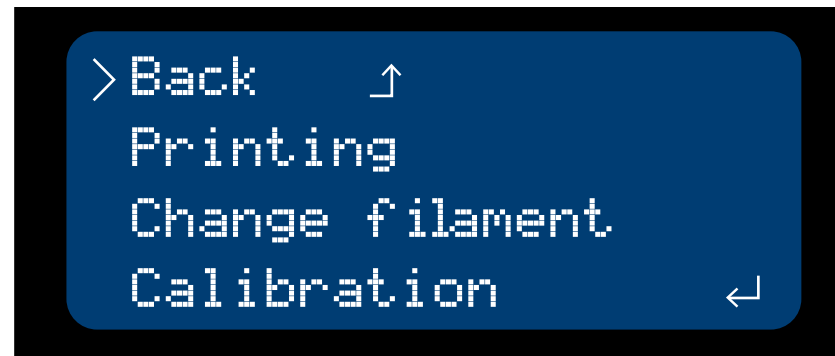 >Back ⮥
Printing
Change filament
Calibration ↵